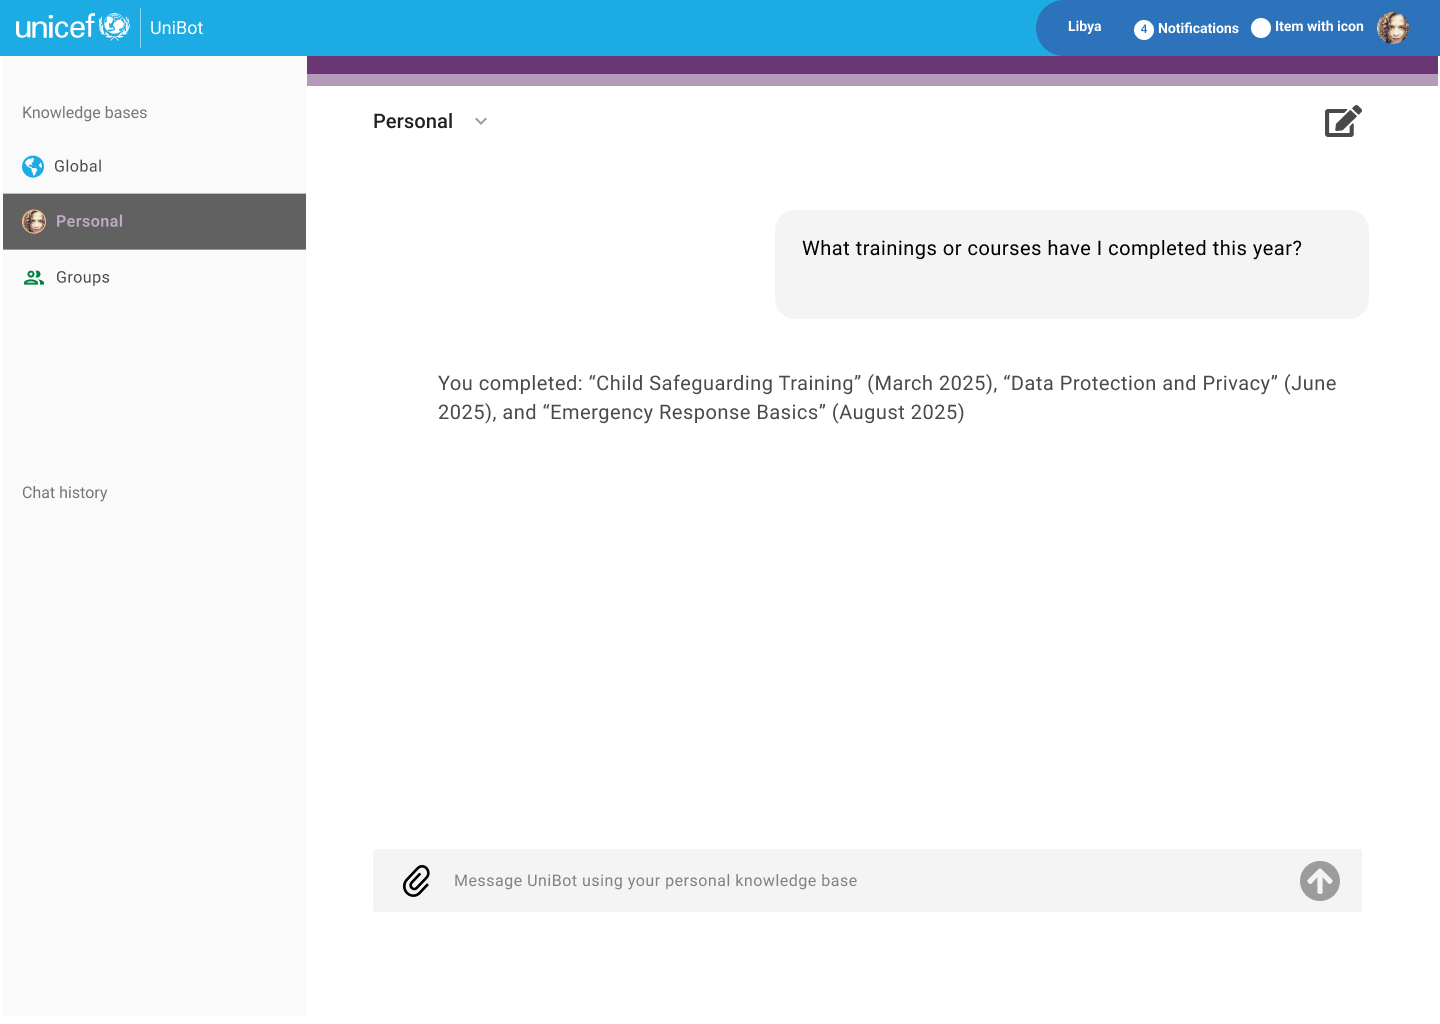 unicef
UniBot
Libya
4 Notifications
Item with icon
Knowledge bases
Global
Personal
Groups
Chat history
Personal
What trainings or courses have I completed this year?
You completed: “Child Safeguarding Training” (March 2025), “Data Protection and Privacy” (June
2025), and “Emergency Response Basics” (August 2025)
Message UniBot using your personal knowledge base